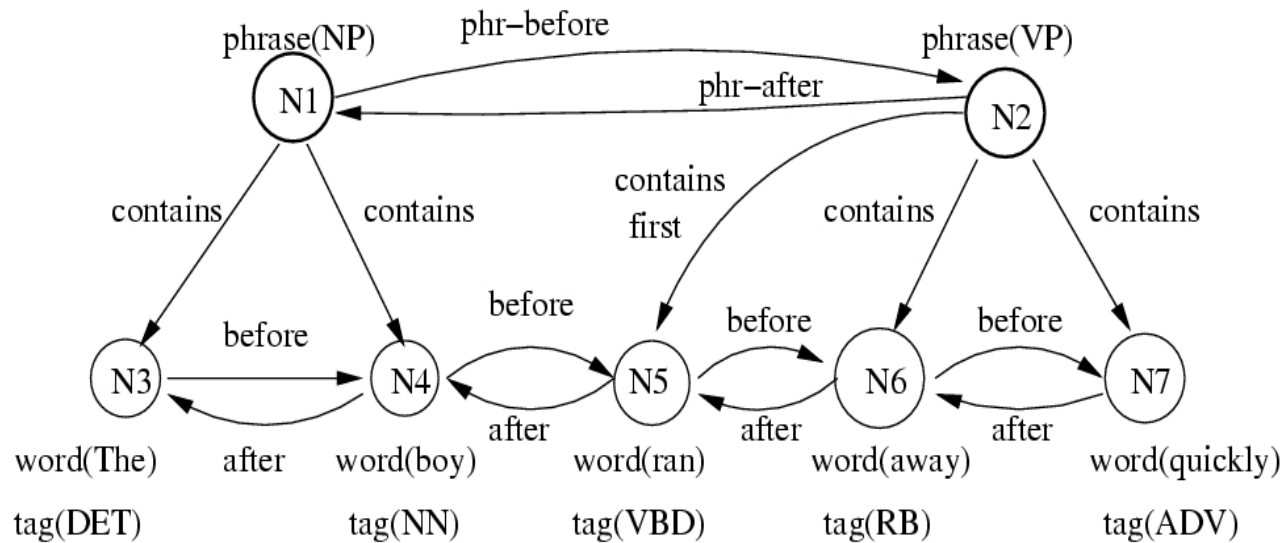 phrase(NP)
phr-before
phrase(VP)
N1
phr-after
N2
contains
contains
contains
first
contains
contains
before
before
before
before
N3
N4
N5
N6
N7
after
after
after
after
word(The)
word(boy)
word(ran)
word(away)
word(quickly)
tag(DET)
tag(NN)
tag(VBD)
tag(RB)
tag(ADV)